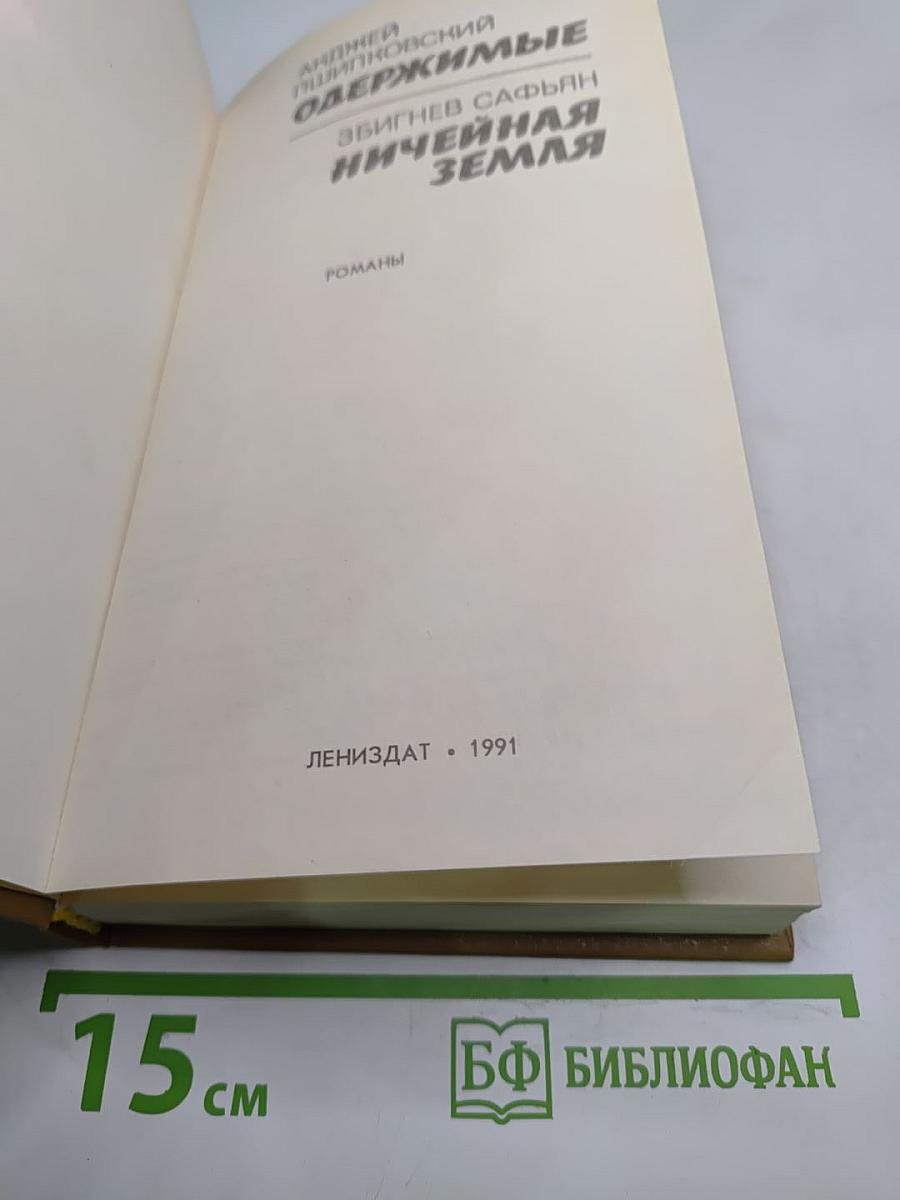 АНДЖЕЙ
ПШИПКОВСКИЙ
ОДЕРЖИМЫЕ
ЗБИГНЕВ САФЬЯН
НИЧЕЙНАЯ
ЗЕМЛЯ
РОМАНЫ
ЛЕНИЗДАТ • 1991
15 см
БФ БИБЛИОФАН